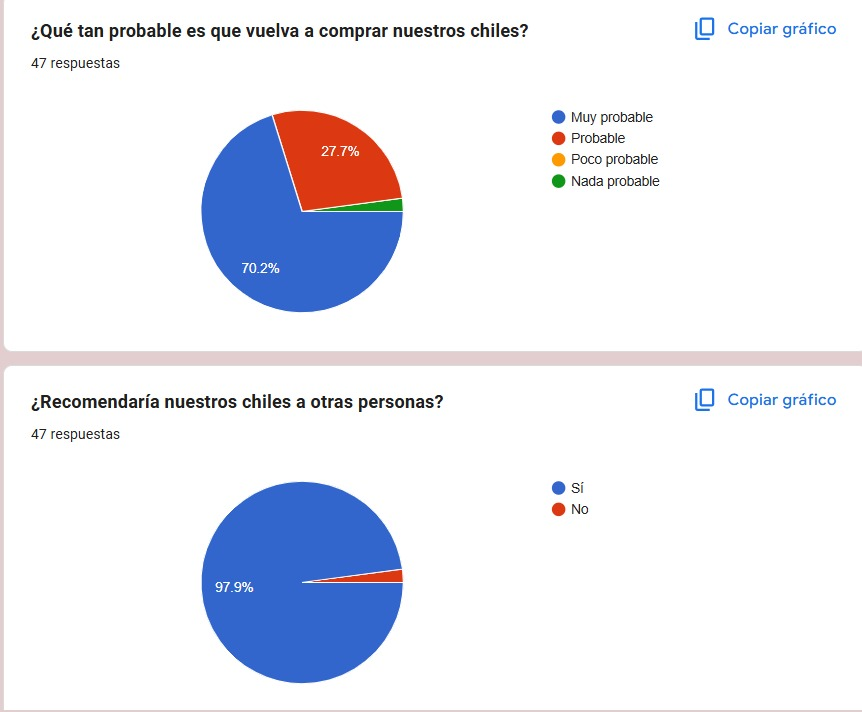 ¿Qué tan probable es que vuelva a comprar nuestros chiles?
Copiar gráfico
47 respuestas
Muy probable
Probable
Poco probable
Nada probable
27.7%
70.2%
¿Recomendaría nuestros chiles a otras personas?
Copiar gráfico
47 respuestas
Sí
No
97.9%